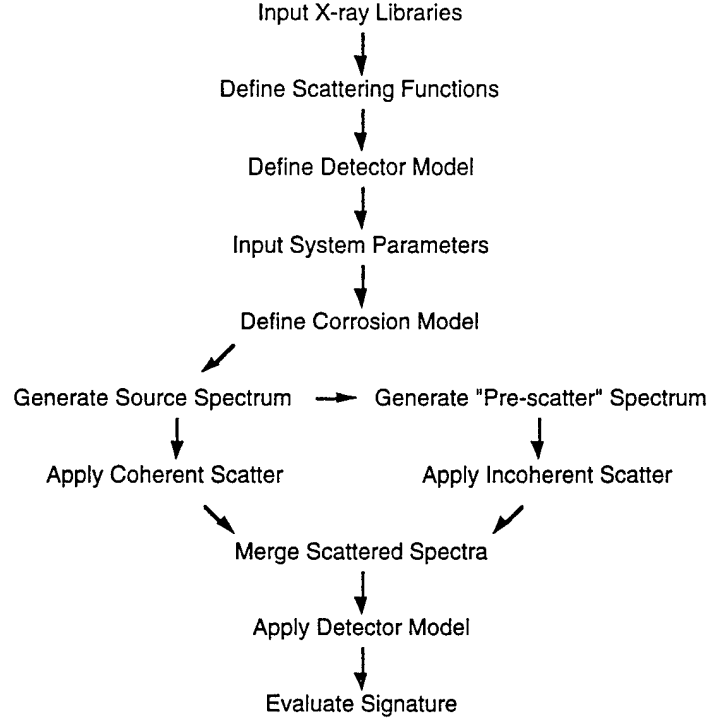 Input X-ray Libraries
Define Scattering Functions
Define Detector Model
Input System Parameters
Define Corrosion Model
Generate Source Spectrum
Generate "Pre-scatter" Spectrum
Apply Coherent Scatter
Apply Incoherent Scatter
Merge Scattered Spectra
Apply Detector Model
Evaluate Signature